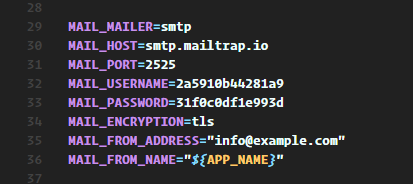 28
29 MAIL_MAILER=smtp
30 MAIL_HOST=smtp.mailtrap.io
31 MAIL_PORT=2525
32 MAIL_USERNAME=2a5910b44281a9
33 MAIL_PASSWORD=31f0c0df1e993d
34 MAIL_ENCRYPTION=tls
35 MAIL_FROM_ADDRESS="info@example.com"
36 MAIL_FROM_NAME="${APP_NAME}"
37